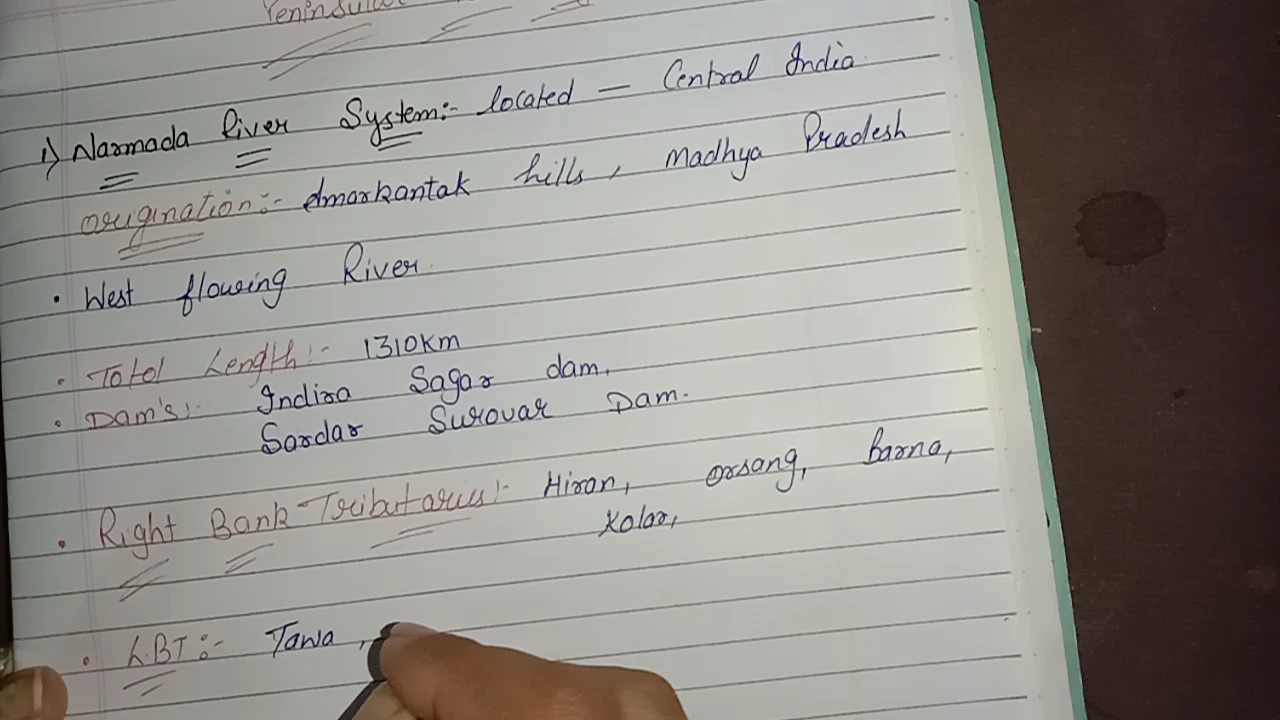 Peninsular
1) Narmada River System:- located — Central India
Origination:- Amarkantak hills, Madhya Pradesh
• West flowing River.
• Total Length:- 1310km
• Dam's:- Indira Sagar dam,
Sardar Surovar Dam.
• Right Bank Tributaries:- Hiran, Orsang, Barna,
Kolar,
• L.B.T:- Tawa,